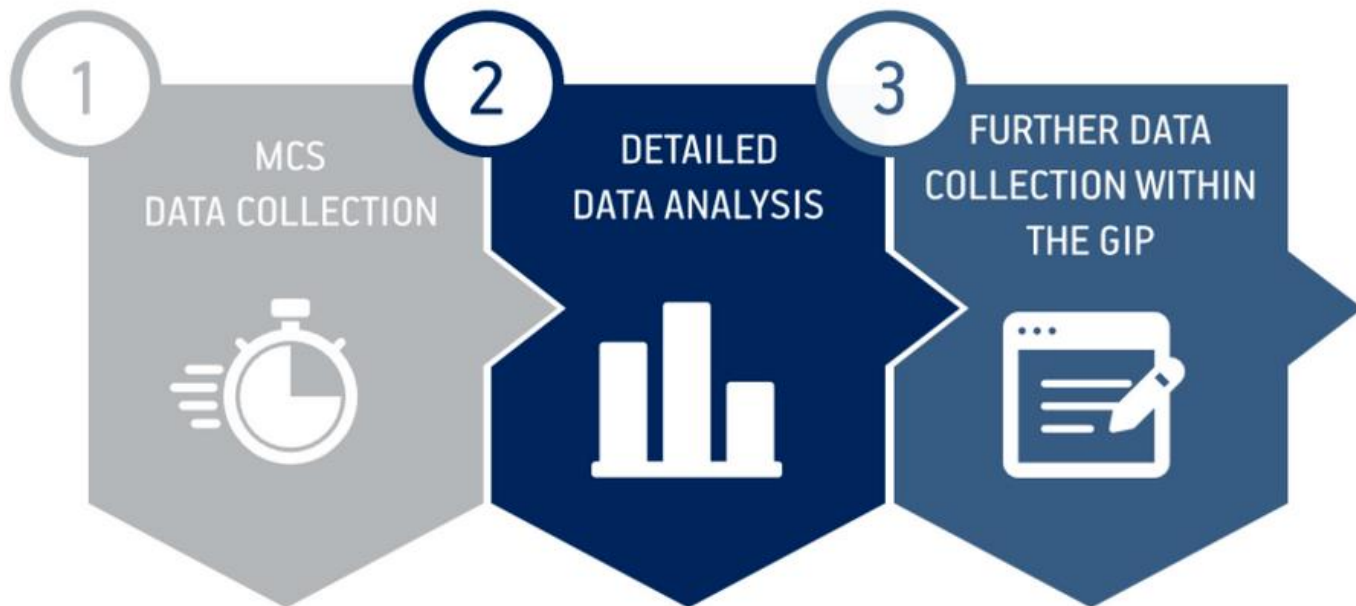 1
MCS
DATA COLLECTION
2
DETAILED
DATA ANALYSIS
3
FURTHER DATA
COLLECTION WITHIN
THE GIP